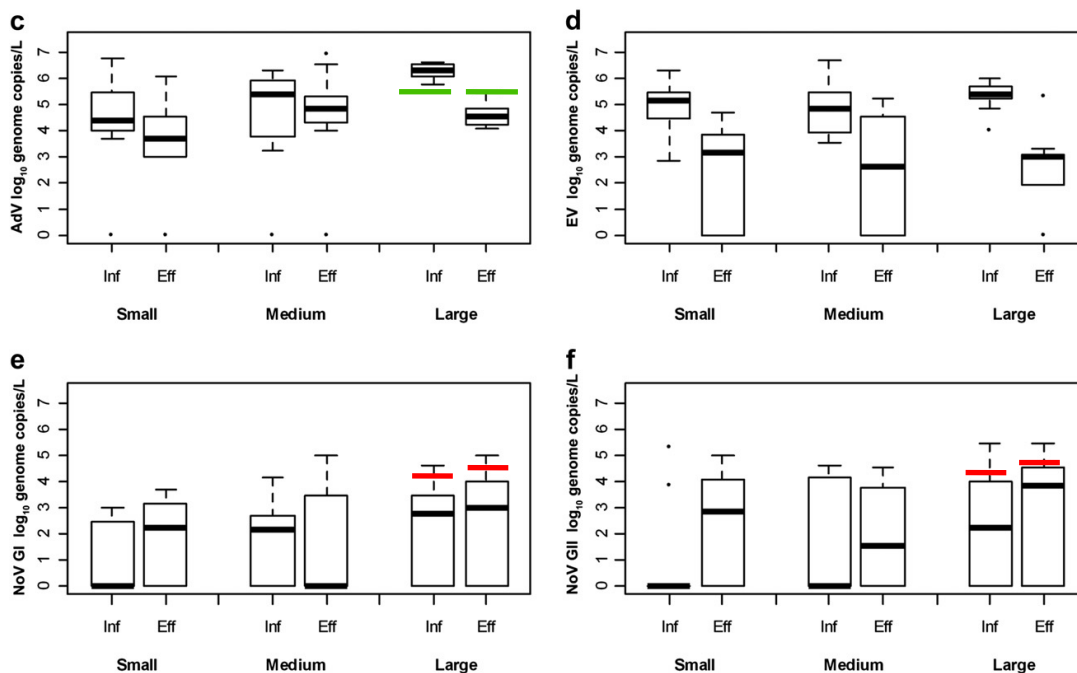 c
AdV log10 genome copies/L
7
6
5
4
3
2
1
0
Inf Eff Inf Eff Inf Eff
Small Medium Large
d
EV log10 genome copies/L
7
6
5
4
3
2
1
0
Inf Eff Inf Eff Inf Eff
Small Medium Large
e
NoV GI log10 genome copies/L
7
6
5
4
3
2
1
0
Inf Eff Inf Eff Inf Eff
Small Medium Large
f
NoV GII log10 genome copies/L
7
6
5
4
3
2
1
0
Inf Eff Inf Eff Inf Eff
Small Medium Large